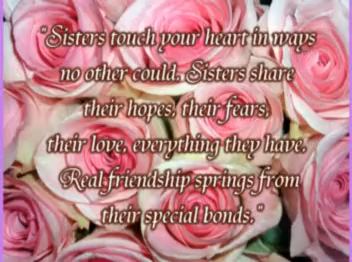 "Sisters touch your heart in ways
no other could. Sisters share
their hopes, their fears,
their love, everything they have.
Real friendship springs from
their special bonds."